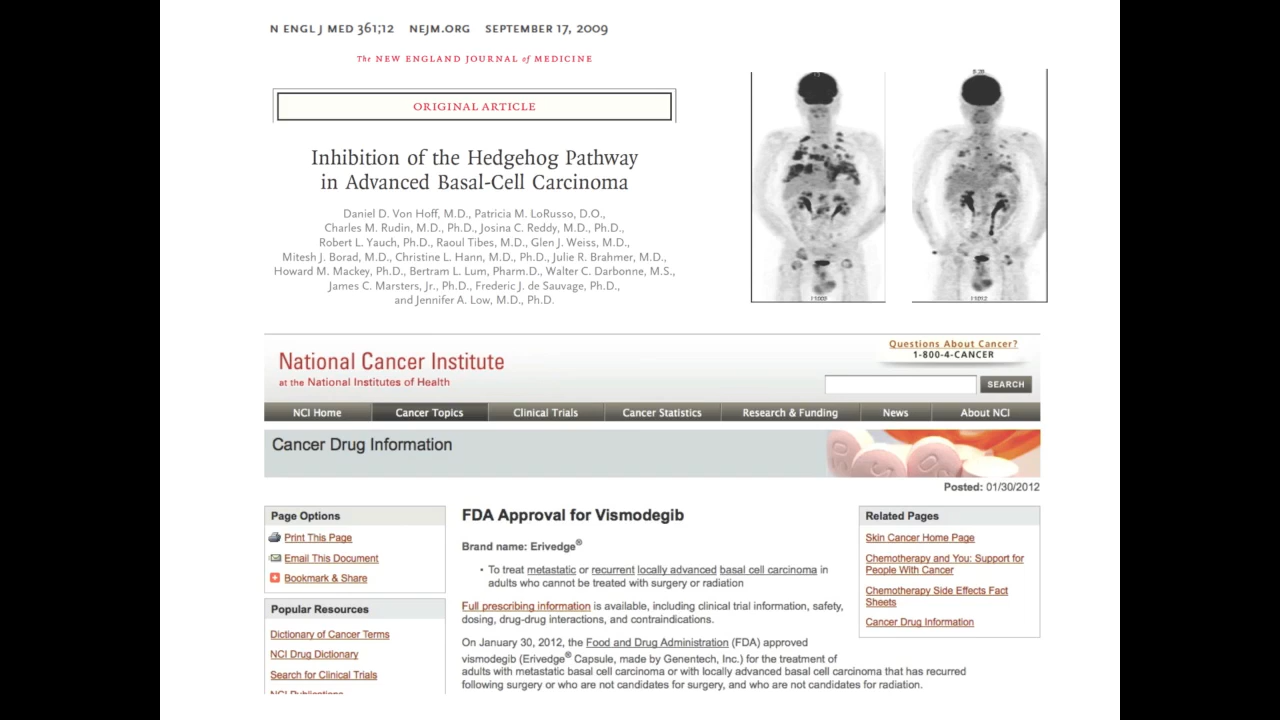 N ENGL J MED 361;12 NEJM.ORG SEPTEMBER 17, 2009
The NEW ENGLAND JOURNAL of MEDICINE
ORIGINAL ARTICLE
Inhibition of the Hedgehog Pathway
in Advanced Basal-Cell Carcinoma
Daniel D. Von Hoff, M.D., Patricia M. LoRusso, D.O.,
Charles M. Rudin, M.D., Ph.D., Josina C. Reddy, M.D., Ph.D.,
Robert L. Yauch, Ph.D., Raoul Tibes, M.D., Glen J. Weiss, M.D.,
Mitesh J. Borad, M.D., Christine L. Hann, M.D., Ph.D., Julie R. Brahmer, M.D.,
Howard M. Mackey, Ph.D., Bertram L. Lum, Pharm.D., Walter C. Darbonne, M.S.,
James C. Marsters, Jr., Ph.D., Frederic J. de Sauvage, Ph.D.,
and Jennifer A. Low, M.D., Ph.D.
National Cancer Institute
at the National Institutes of Health
Questions About Cancer?
1-800-4-CANCER
SEARCH
NCI Home Cancer Topics Clinical Trials Cancer Statistics Research & Funding News About NCI
Cancer Drug Information
Posted: 01/30/2012
Page Options
Print This Page
Email This Document
Bookmark & Share
Popular Resources
Dictionary of Cancer Terms
NCI Drug Dictionary
Search for Clinical Trials
NCI Publications
FDA Approval for Vismodegib
Brand name: Erivedge®
• To treat metastatic or recurrent locally advanced basal cell carcinoma in
adults who cannot be treated with surgery or radiation
Full prescribing information is available, including clinical trial information, safety,
dosing, drug-drug interactions, and contraindications.
On January 30, 2012, the Food and Drug Administration (FDA) approved
vismodegib (Erivedge® Capsule, made by Genentech, Inc.) for the treatment of
adults with metastatic basal cell carcinoma or with locally advanced basal cell carcinoma that has recurred
following surgery or who are not candidates for surgery, and who are not candidates for radiation.
Related Pages
Skin Cancer Home Page
Chemotherapy and You: Support for
People With Cancer
Chemotherapy Side Effects Fact
Sheets
Cancer Drug Information